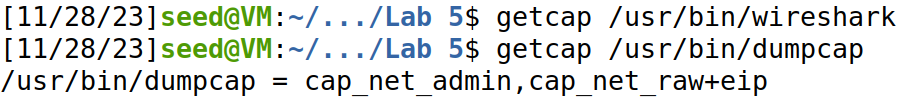 [11/28/23]seed@VM:~/.../Lab 5$ getcap /usr/bin/wireshark
[11/28/23]seed@VM:~/.../Lab 5$ getcap /usr/bin/dumpcap
/usr/bin/dumpcap = cap_net_admin,cap_net_raw+eip